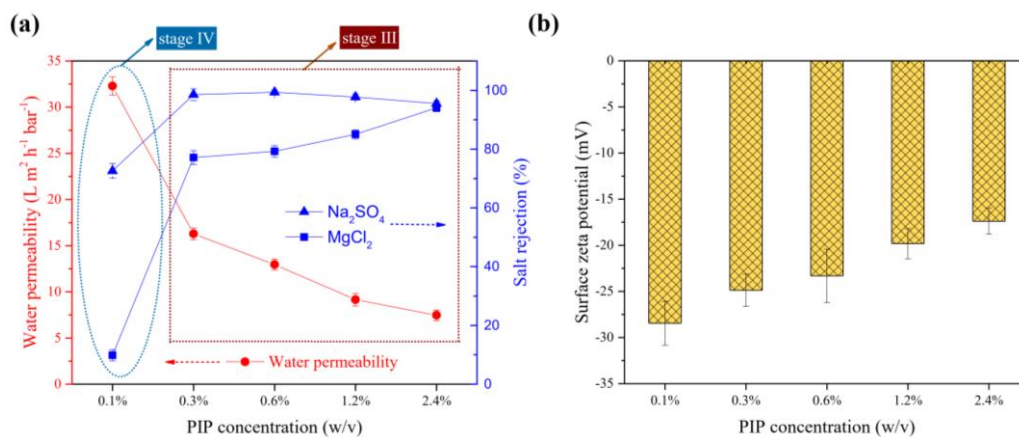 (a)
stage IV
stage III
35
30
25
20
15
10
5
0
Water permeability (L m² h⁻¹ bar⁻¹)
100
80
60
40
20
0
Salt rejection (%)
Na₂SO₄
MgCl₂
Water permeability
0.1% 0.3% 0.6% 1.2% 2.4%
PIP concentration (w/v)
(b)
0
-5
-10
-15
-20
-25
-30
-35
Surface zeta potential (mV)
0.1% 0.3% 0.6% 1.2% 2.4%
PIP concentration (w/v)